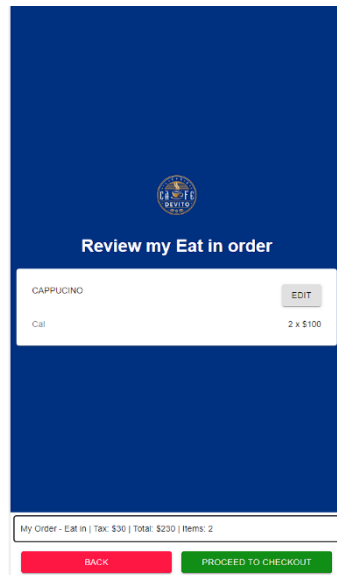 CAFE
DEVITO
Review my Eat in order
CAPPUCINO
EDIT
Cal
2 x $100
My Order - Eat in | Tax: $30 | Total: $230 | Items: 2
BACK
PROCEED TO CHECKOUT